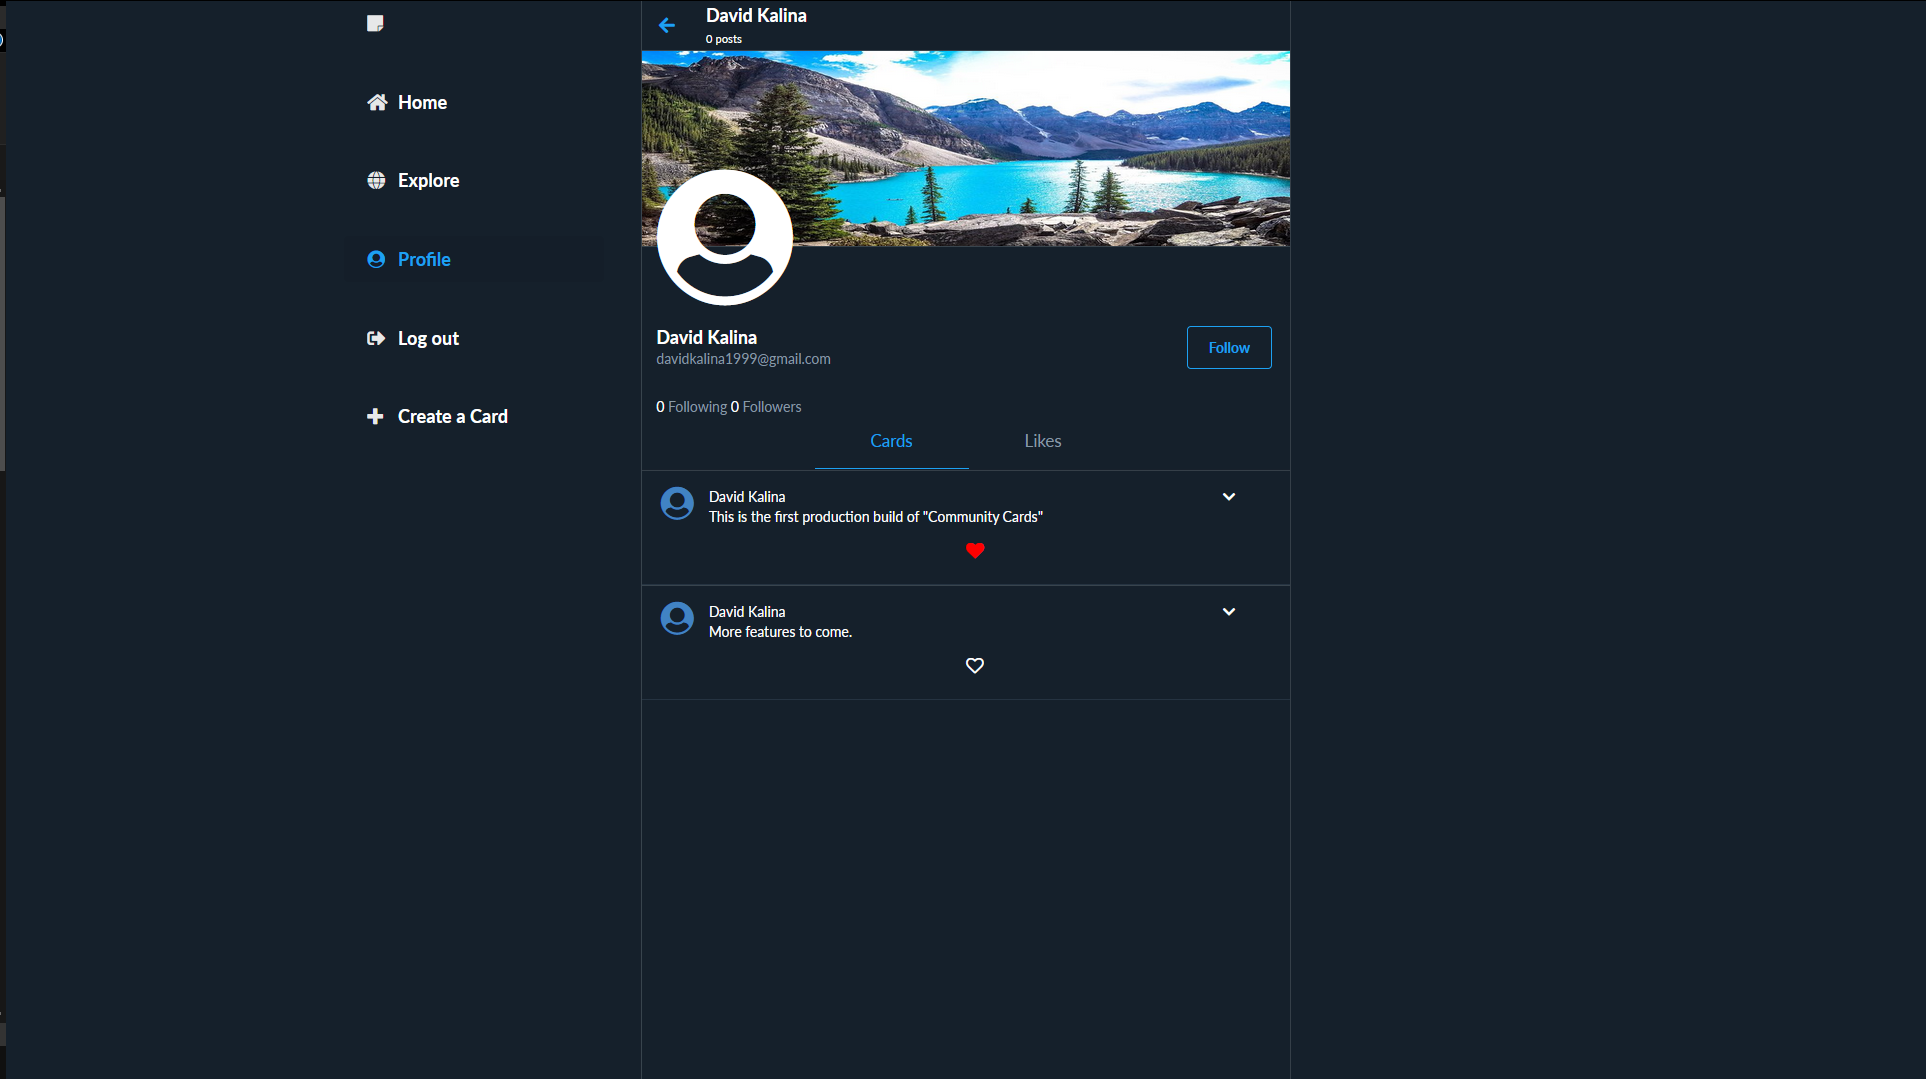 Home
Explore
Profile
Log out
Create a Card
David Kalina
0 posts
David Kalina
davidkalina1999@gmail.com
Follow
0 Following 0 Followers
Cards
Likes
David Kalina
This is the first production build of "Community Cards"
David Kalina
More features to come.